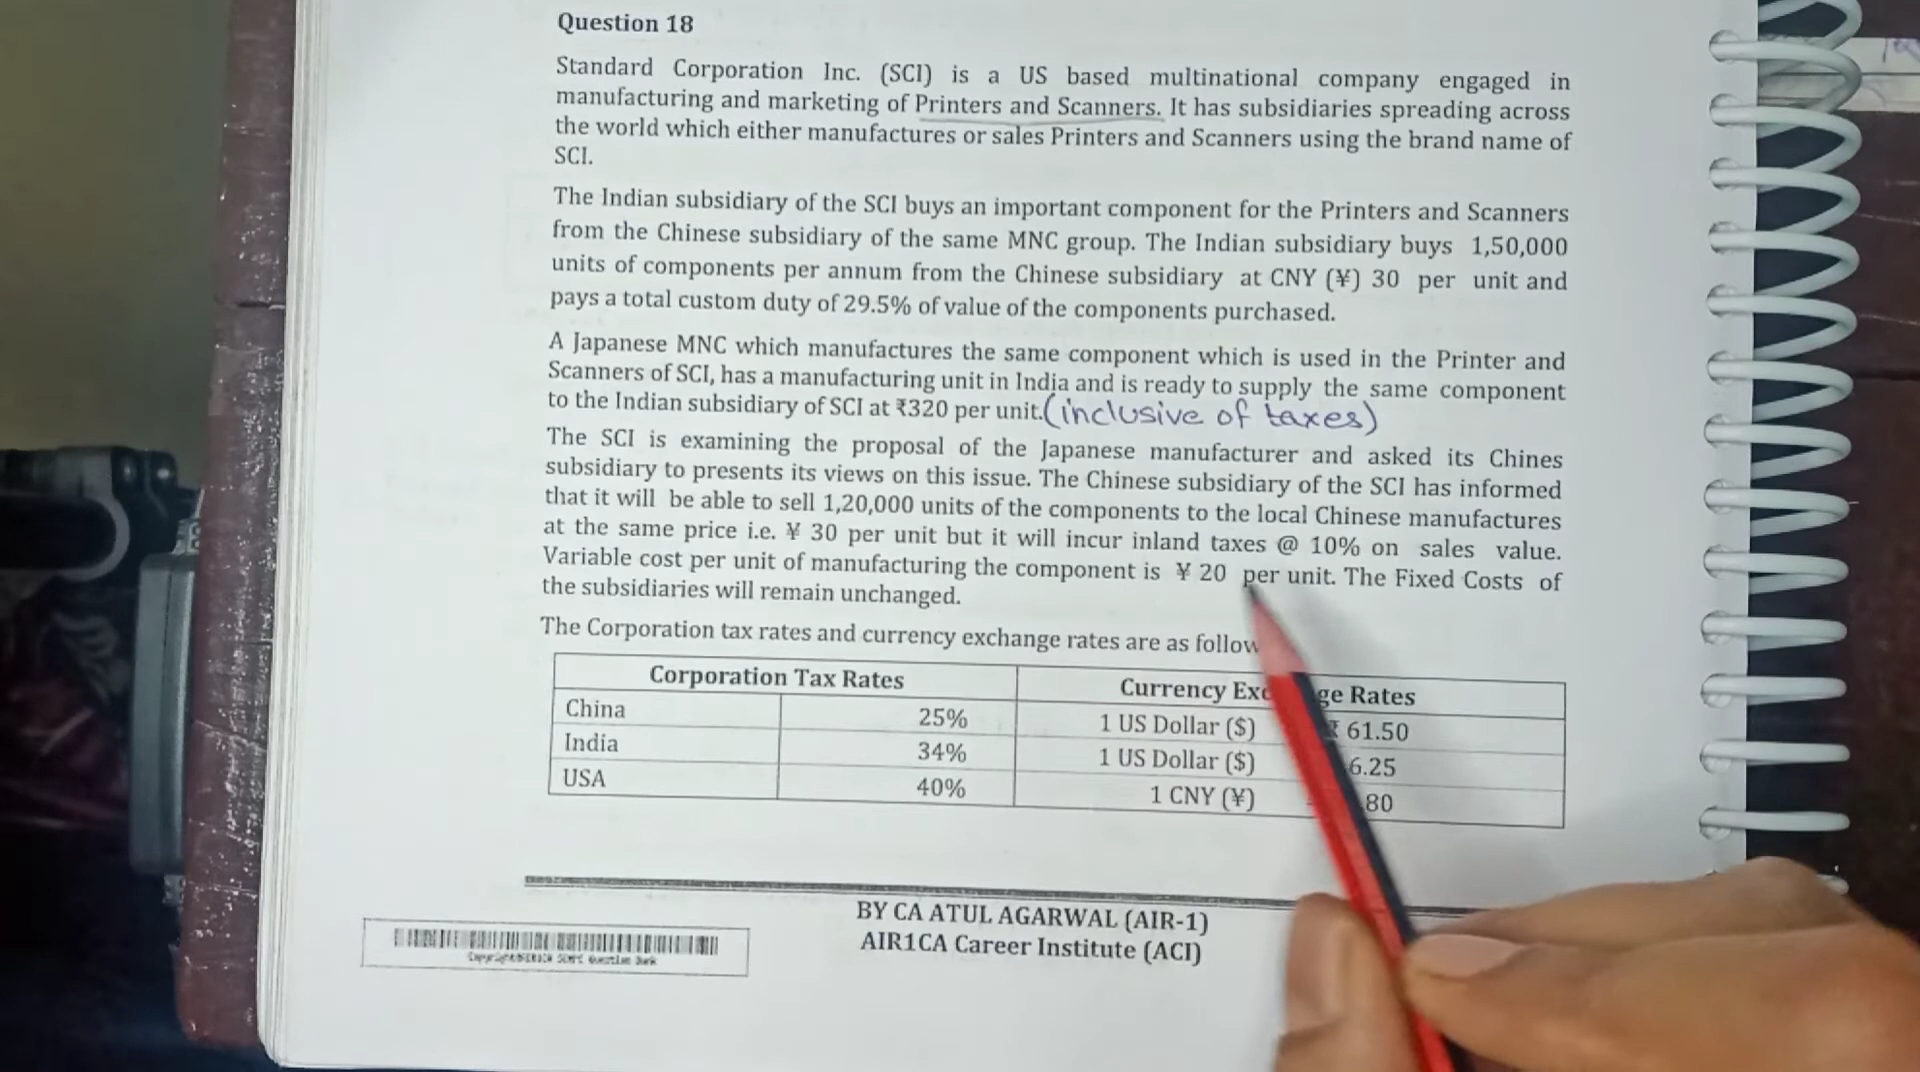 Question 18
Standard Corporation Inc. (SCI) is a US based multinational company engaged in
manufacturing and marketing of Printers and Scanners. It has subsidiaries spreading across
the world which either manufactures or sales Printers and Scanners using the brand name of
SCI.
The Indian subsidiary of the SCI buys an important component for the Printers and Scanners
from the Chinese subsidiary of the same MNC group. The Indian subsidiary buys 1,50,000
units of components per annum from the Chinese subsidiary at CNY (¥) 30 per unit and
pays a total custom duty of 29.5% of value of the components purchased.
A Japanese MNC which manufactures the same component which is used in the Printer and
Scanners of SCI, has a manufacturing unit in India and is ready to supply the same component
to the Indian subsidiary of SCI at ₹320 per unit.(inclusive of taxes)
The SCI is examining the proposal of the Japanese manufacturer and asked its Chines
subsidiary to presents its views on this issue. The Chinese subsidiary of the SCI has informed
that it will be able to sell 1,20,000 units of the components to the local Chinese manufactures
at the same price i.e. ¥ 30 per unit but it will incur inland taxes @ 10% on sales value.
Variable cost per unit of manufacturing the component is ¥ 20 per unit. The Fixed Costs of
the subsidiaries will remain unchanged.
The Corporation tax rates and currency exchange rates are as follow
Corporation Tax Rates Currency Exc ge Rates
China 25% 1 US Dollar ($) ₹ 61.50
India 34% 1 US Dollar ($) 6.25
USA 40% 1 CNY (¥) .80
BY CA ATUL AGARWAL (AIR-1)
AIR1CA Career Institute (ACI)